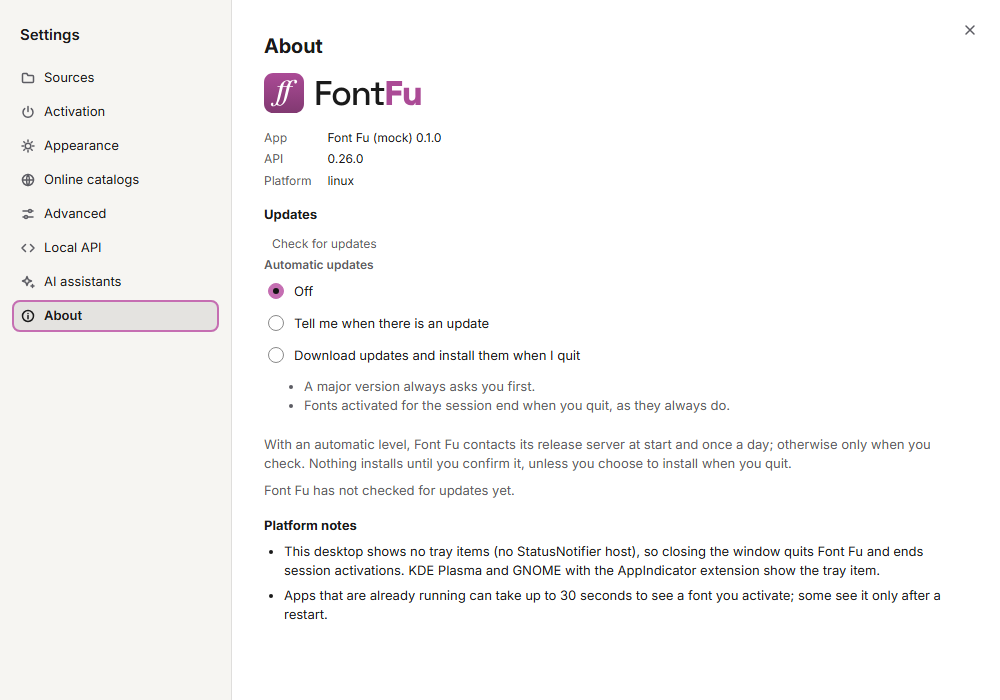 Settings
Sources
Activation
Appearance
Online catalogs
Advanced
Local API
AI assistants
About
About
ff FontFu
App Font Fu (mock) 0.1.0
API 0.26.0
Platform linux
Updates
Check for updates
Automatic updates
Off
Tell me when there is an update
Download updates and install them when I quit
• A major version always asks you first.
• Fonts activated for the session end when you quit, as they always do.
With an automatic level, Font Fu contacts its release server at start and once a day; otherwise only when you
check. Nothing installs until you confirm it, unless you choose to install when you quit.
Font Fu has not checked for updates yet.
Platform notes
• This desktop shows no tray items (no StatusNotifier host), so closing the window quits Font Fu and ends
session activations. KDE Plasma and GNOME with the AppIndicator extension show the tray item.
• Apps that are already running can take up to 30 seconds to see a font you activate; some see it only after a
restart.